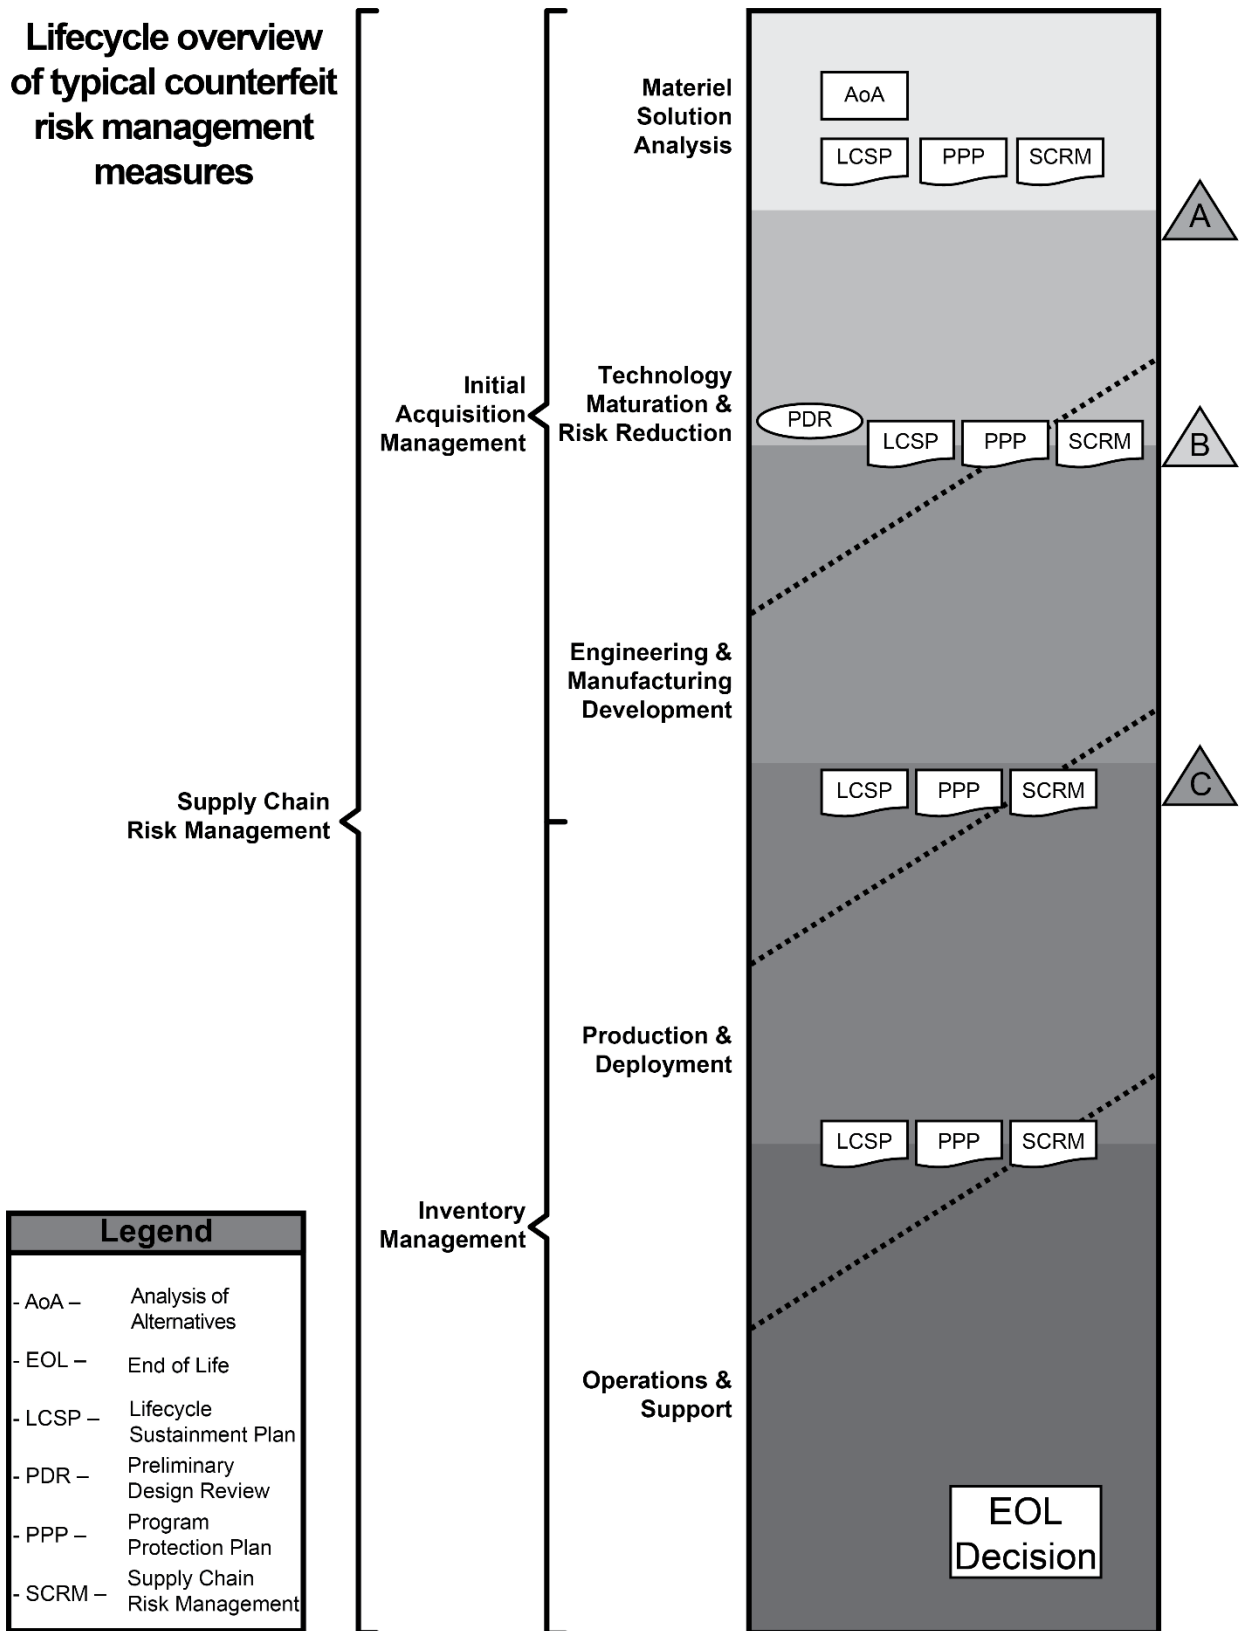 Lifecycle overview
of typical counterfeit
risk management
measures
Supply Chain
Risk Management
Initial
Acquisition
Management
Inventory
Management
Materiel
Solution
Analysis
AoA
LCSP PPP SCRM
A
Technology
Maturation &
Risk Reduction
PDR
LCSP PPP SCRM
B
Engineering &
Manufacturing
Development
LCSP PPP SCRM
C
Production &
Deployment
LCSP PPP SCRM
Operations &
Support
EOL
Decision
Legend
- AoA – Analysis of
Alternatives
- EOL – End of Life
- LCSP – Lifecycle
Sustainment Plan
- PDR – Preliminary
Design Review
- PPP – Program
Protection Plan
- SCRM – Supply Chain
Risk Management